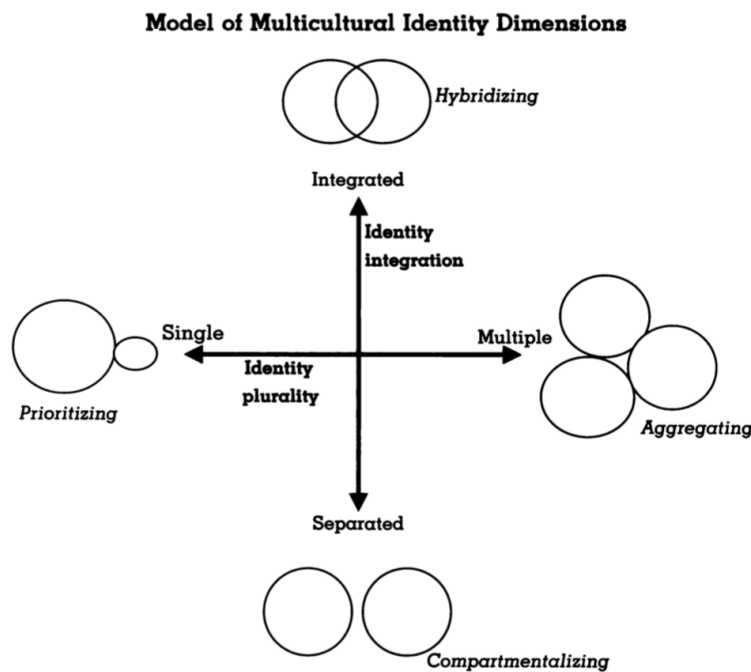 Model of Multicultural Identity Dimensions
Hybridizing
Integrated
Identity
integration
Single
Multiple
Identity
plurality
Prioritizing
Aggregating
Separated
Compartmentalizing